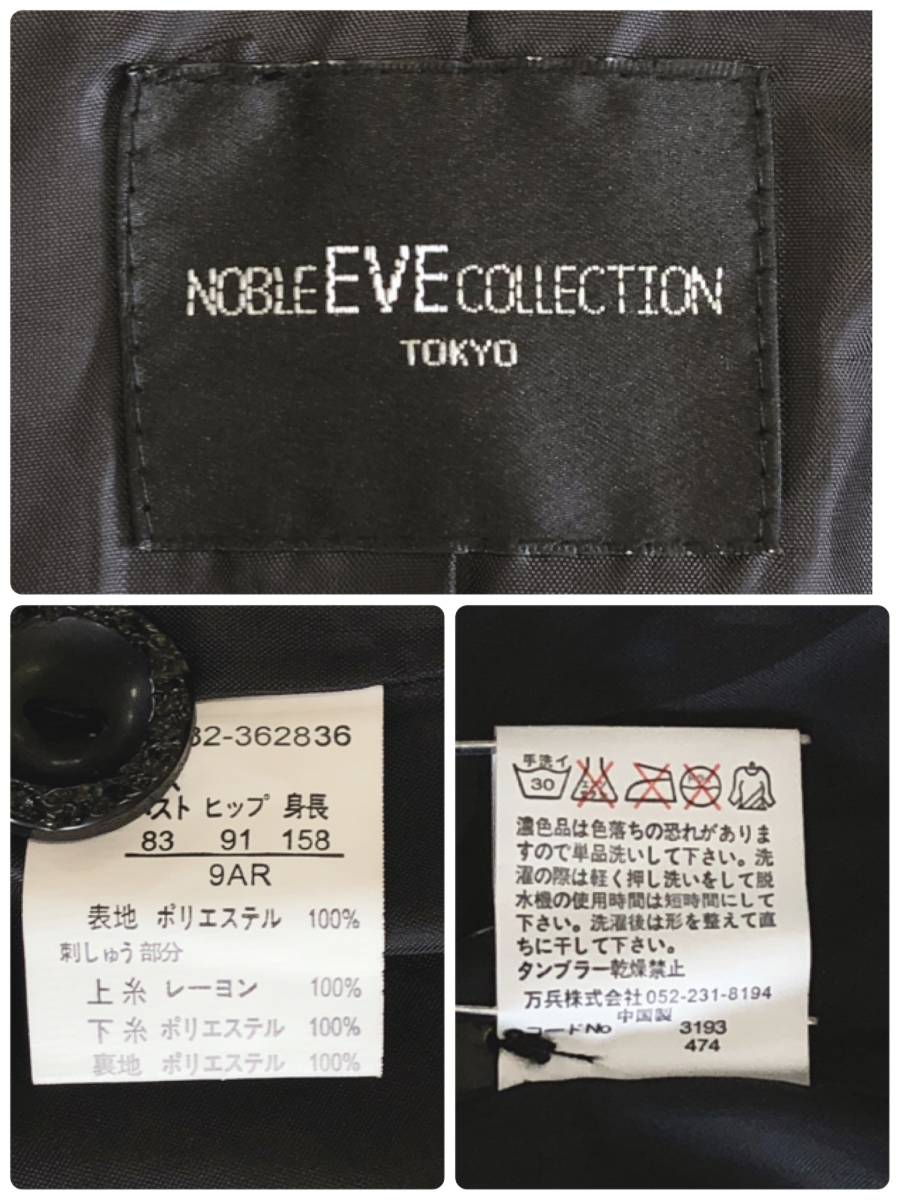 NOBLE EVE COLLECTION
TOKYO
32-362836
スト ヒップ 身長
83 91 158
9AR
表地 ポリエステル 100%
刺しゅう部分
上糸 レーヨン 100%
下糸 ポリエステル 100%
裏地 ポリエステル 100%
手洗イ
30
濃色品は色落ちの恐れがありま
すので単品洗いして下さい。洗
濯の際は軽く押し洗いをして脱
水機の使用時間は短時間にして
下さい。洗濯後は形を整えて直
ちに干して下さい。
タンブラー乾燥禁止
万兵株式会社 052-231-8194
中国製
コードNo 3193
474